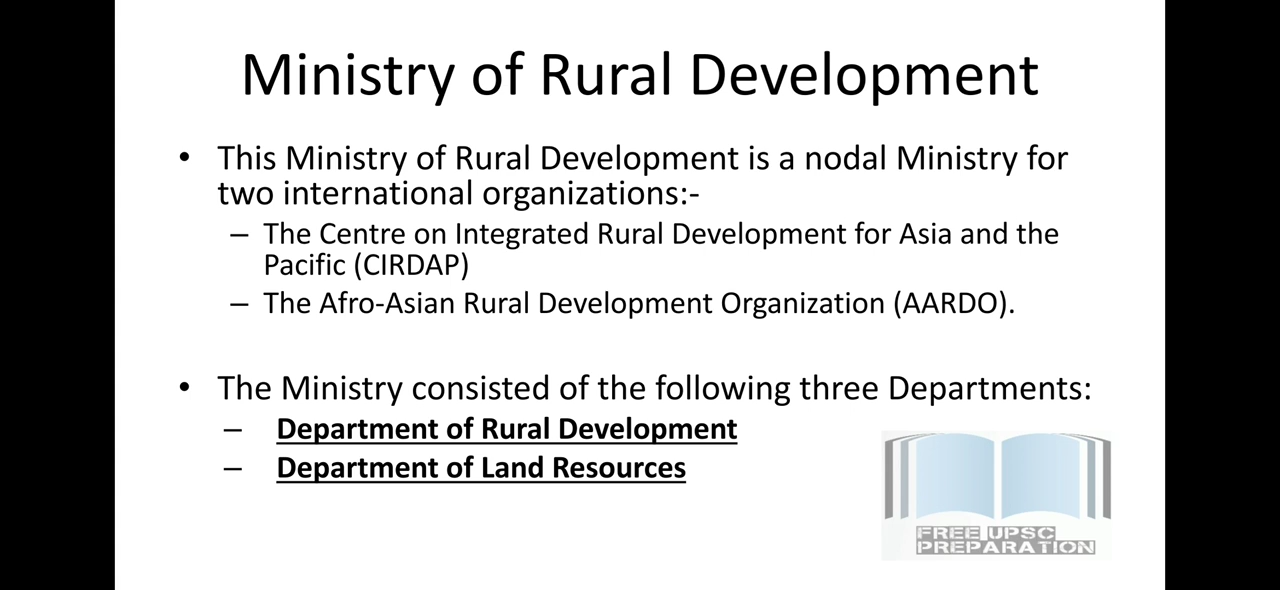 Ministry of Rural Development
• This Ministry of Rural Development is a nodal Ministry for
two international organizations:-
– The Centre on Integrated Rural Development for Asia and the
Pacific (CIRDAP)
– The Afro-Asian Rural Development Organization (AARDO).
• The Ministry consisted of the following three Departments:
– Department of Rural Development
– Department of Land Resources
FREE UPSC
PREPARATION